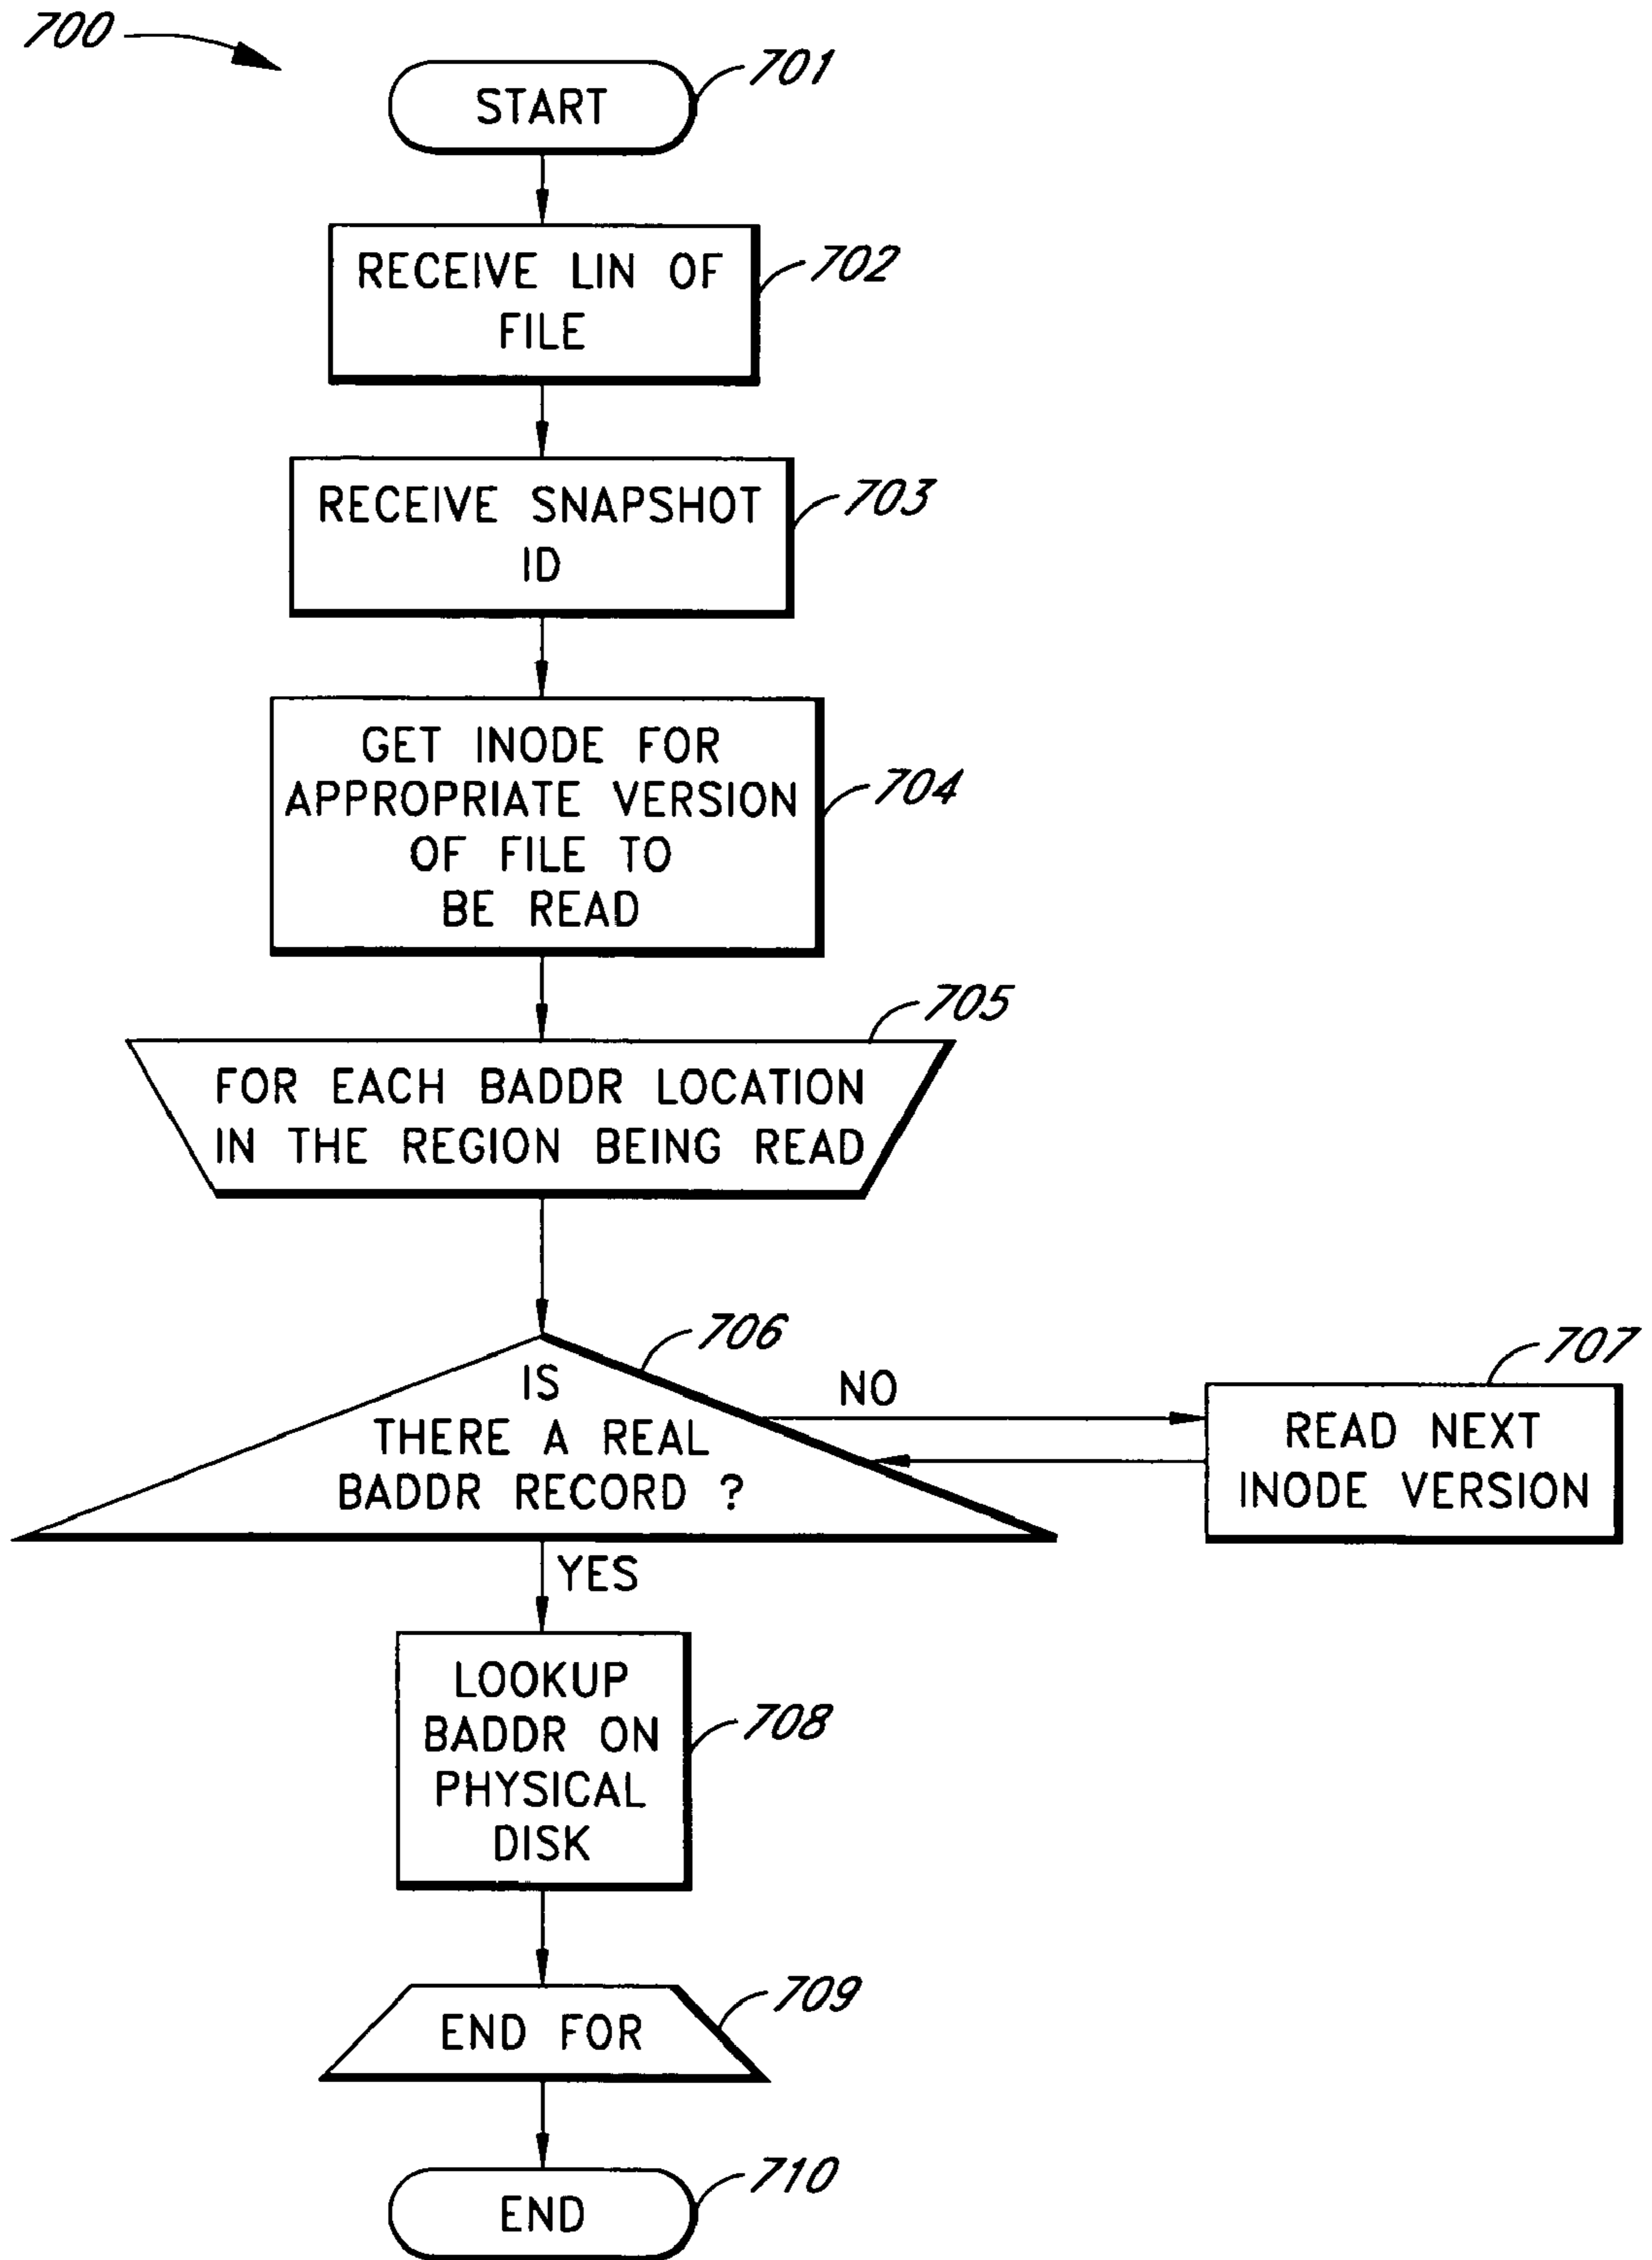 700
START
701
RECEIVE LIN OF
FILE
702
RECEIVE SNAPSHOT
ID
703
GET INODE FOR
APPROPRIATE VERSION
OF FILE TO
BE READ
704
705
FOR EACH BADDR LOCATION
IN THE REGION BEING READ
706
IS
THERE A REAL
BADDR RECORD ?
NO
707
READ NEXT
INODE VERSION
YES
LOOKUP
BADDR ON
PHYSICAL
DISK
708
END FOR
709
END
710